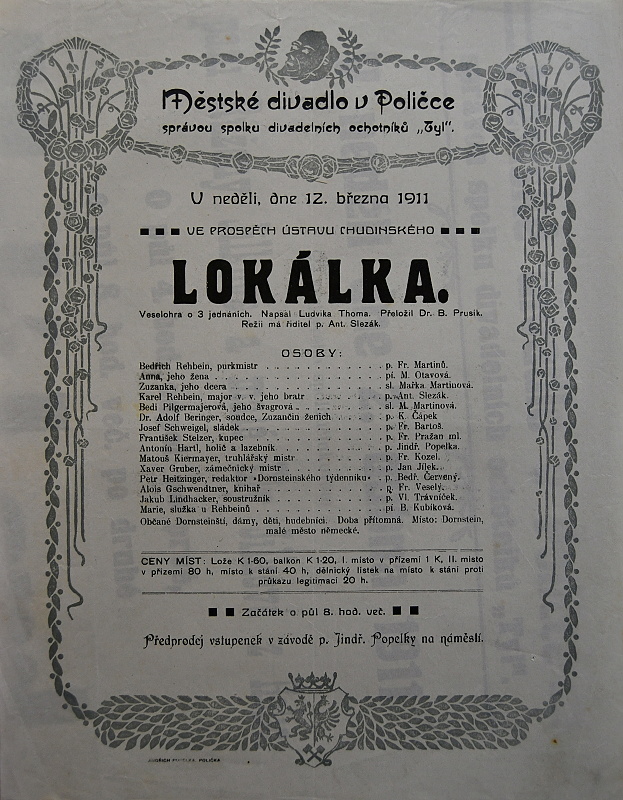 Městské divadlo v Poličce
správou spolku divadelních ochotníků „Tyl“.
V neděli, dne 12. března 1911
VE PROSPĚCH ÚSTAVU CHUDINSKÉHO
LOKÁLKA.
Veselohra o 3 jednáních. Napsal Ludvika Thoma. Přeložil Dr. B. Prusík.
Režii má řiditel p. Ant. Slezák.
OSOBY:
Bedřich Rehbein, purkmistr . . . . . . . . . . . . p. Fr. Martinů.
Anna, jeho žena . . . . . . . . . . . . pí. M. Otavová.
Zuzanka, jeho dcera . . . . . . . . . . . . sl. Mařka Martinová.
Karel Rehbein, major v. v. jeho bratr . . . . . . p. Ant. Slezák.
Bedi Pilgermajerová, jeho švagrová . . . . . . . . sl. M. Martinová.
Dr. Adolf Beringer, soudce, Zuzančin ženich . . . . . p. K. Čápek
Josef Schweigel, sládek . . . . . . . . . . . . p. Fr. Bartoš.
František Stelzer, kupec . . . . . . . . . . . . p. Fr. Pražan ml.
Antonín Hartl, holič a lazebník . . . . . . . . . p. Jindř. Popelka.
Matouš Kiermayer, truhlářský mistr . . . . . . . . p. Fr. Kozel.
Xaver Gruber, zámečnický mistr . . . . . . . . . p. Jan Jílek.
Petr Heitzinger, redaktor »Dornsteinského týdenníku« . . p. Bedř. Červený.
Alois Gschwendtner, knihař . . . . . . . . . . . p. Fr. Veselý.
Jakub Lindhacker, soustružník . . . . . . . . . . p. Vl. Trávníček.
Marie, služka u Rehbeinů . . . . . . . . . . . . pí. B. Kubíková.
Občané Dornsteinští, dámy, děti, hudebníci. Doba přítomná. Místo: Dornstein,
malé město německé.
CENY MÍST: Lože K 1·60, balkon K 1·20, I. místo v přízemí 1 K, II. místo
v přízemí 80 h, místo k stání 40 h, dělnický lístek na místo k stání proti
průkazu legitimací 20 h.
Začátek o půl 8. hod. več.
Předprodej vstupenek v závodě p. Jindř. Popelky na náměstí.
JINDŘICH POPELKA, POLIČKA